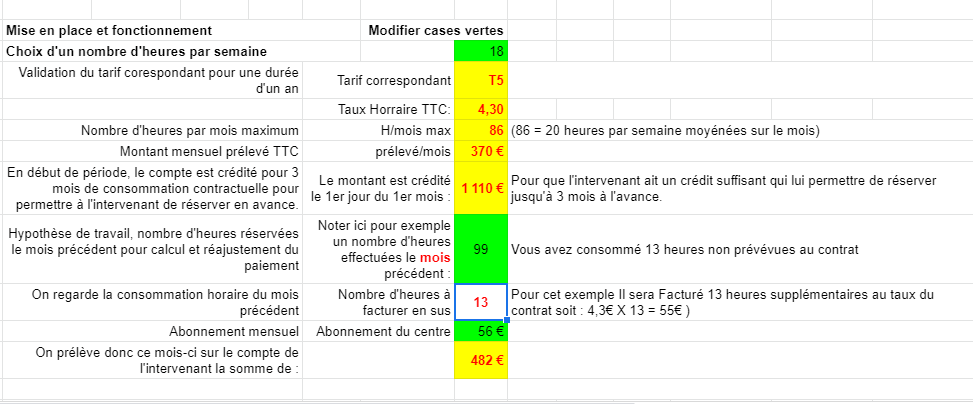 Mise en place et fonctionnement Modifier cases vertes
Choix d'un nombre d'heures par semaine 18
Validation du tarif corespondant pour une durée
d'un an
Tarif correspondant T5
Taux Horraire TTC: 4,30
Nombre d'heures par mois maximum H/mois max 86 (86 = 20 heures par semaine moyénées sur le mois)
Montant mensuel prélevé TTC prélevé/mois 370 €
En début de période, le compte est crédité pour 3
mois de consommation contractuelle pour
permettre à l'intervenant de réserver en avance.
Le montant est crédité
le 1er jour du 1er mois :
1 110 €
Pour que l'intervenant ait un crédit suffisant qui lui permettre de réserver
jusqu'à 3 mois à l'avance.
Hypothèse de travail, nombre d'heures réservées
le mois précédent pour calcul et réajustement du
paiement
Noter ici pour exemple
un nombre d'heures
effectuées le mois
précédent :
99
Vous avez consommé 13 heures non prévévues au contrat
On regarde la consommation horaire du mois
précédent
Nombre d'heures à
facturer en sus
13
Pour cet exemple Il sera Facturé 13 heures supplémentaires au taux du
contrat soit : 4,3€ X 13 = 55€ )
Abonnement mensuel Abonnement du centre 56 €
On prélève donc ce mois-ci sur le compte de
l'intervenant la somme de :
482 €